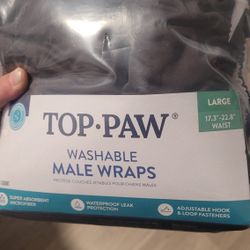 LARGE
17.3"-22.8"
WAIST
TOP•PAW®
WASHABLE
MALE WRAPS
SUPER ABSORBENT
MICROFIBER
WATERPROOF LEAK
PROTECTION
ADJUSTABLE HOOK
& LOOP FASTENERS